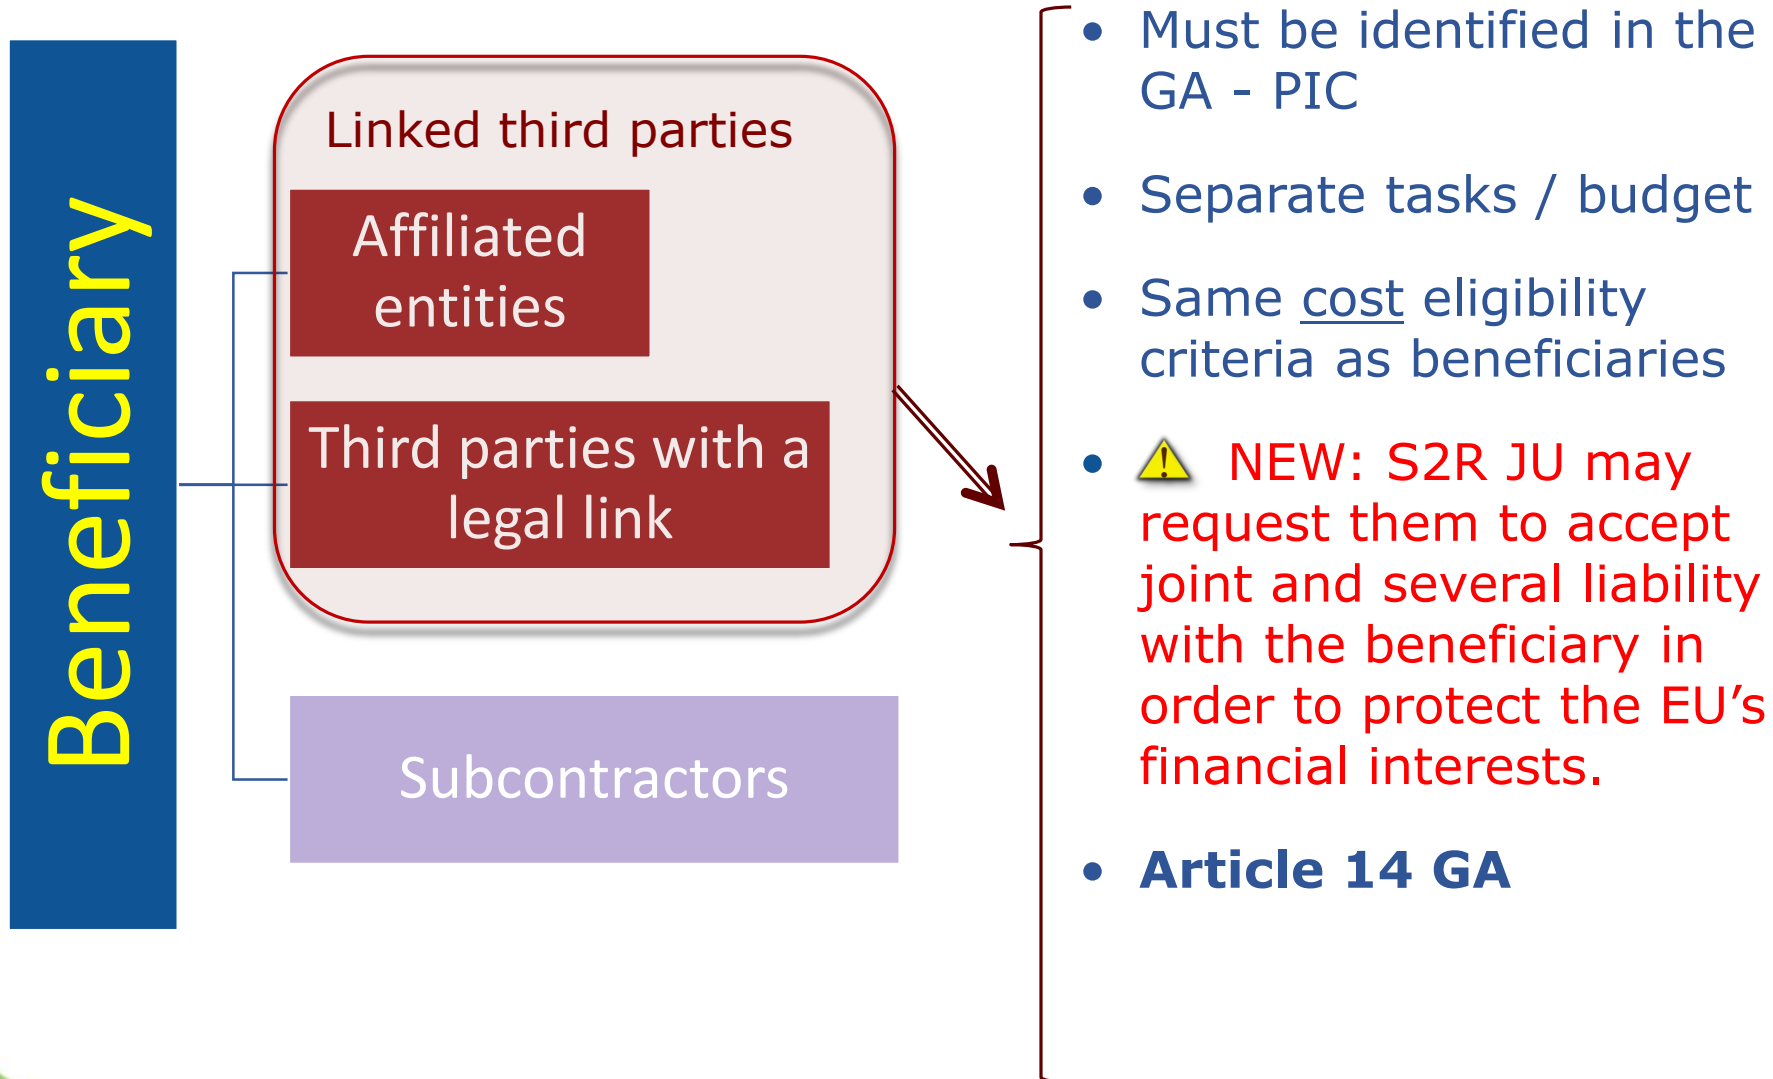 Beneficiary
Linked third parties
Affiliated
entities
Third parties with a
legal link
Subcontractors
• Must be identified in the
GA - PIC
• Separate tasks / budget
• Same cost eligibility
criteria as beneficiaries
• NEW: S2R JU may
request them to accept
joint and several liability
with the beneficiary in
order to protect the EU’s
financial interests.
• Article 14 GA